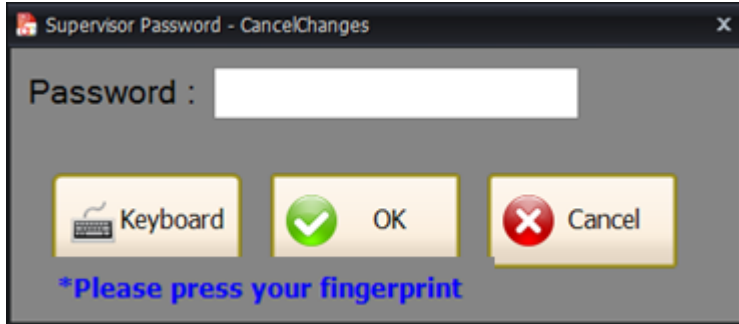 Supervisor Password - CancelChanges
Password :
Keyboard
OK
Cancel
*Please press your fingerprint